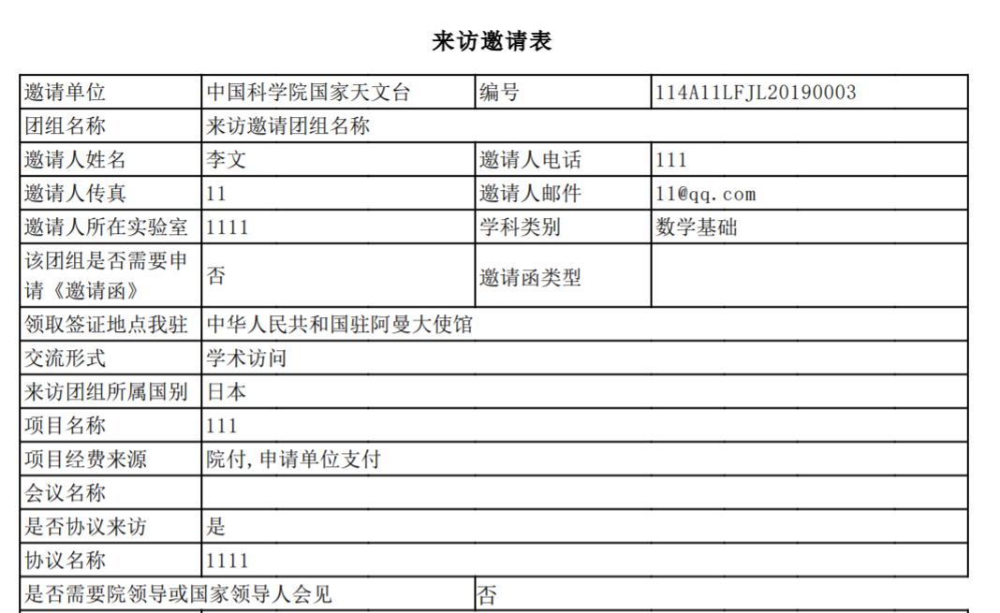 来访邀请表
邀请单位 中国科学院国家天文台 编号 114A11LFJL20190003
团组名称 来访邀请团组名称
邀请人姓名 李文 邀请人电话 111
邀请人传真 11 邀请人邮件 11@qq.com
邀请人所在实验室 1111 学科类别 数学基础
该团组是否需要申
请《邀请函》 否 邀请函类型
领取签证地点我驻 中华人民共和国驻阿曼大使馆
交流形式 学术访问
来访团组所属国别 日本
项目名称 111
项目经费来源 院付,申请单位支付
会议名称
是否协议来访 是
协议名称 1111
是否需要院领导或国家领导人会见 否